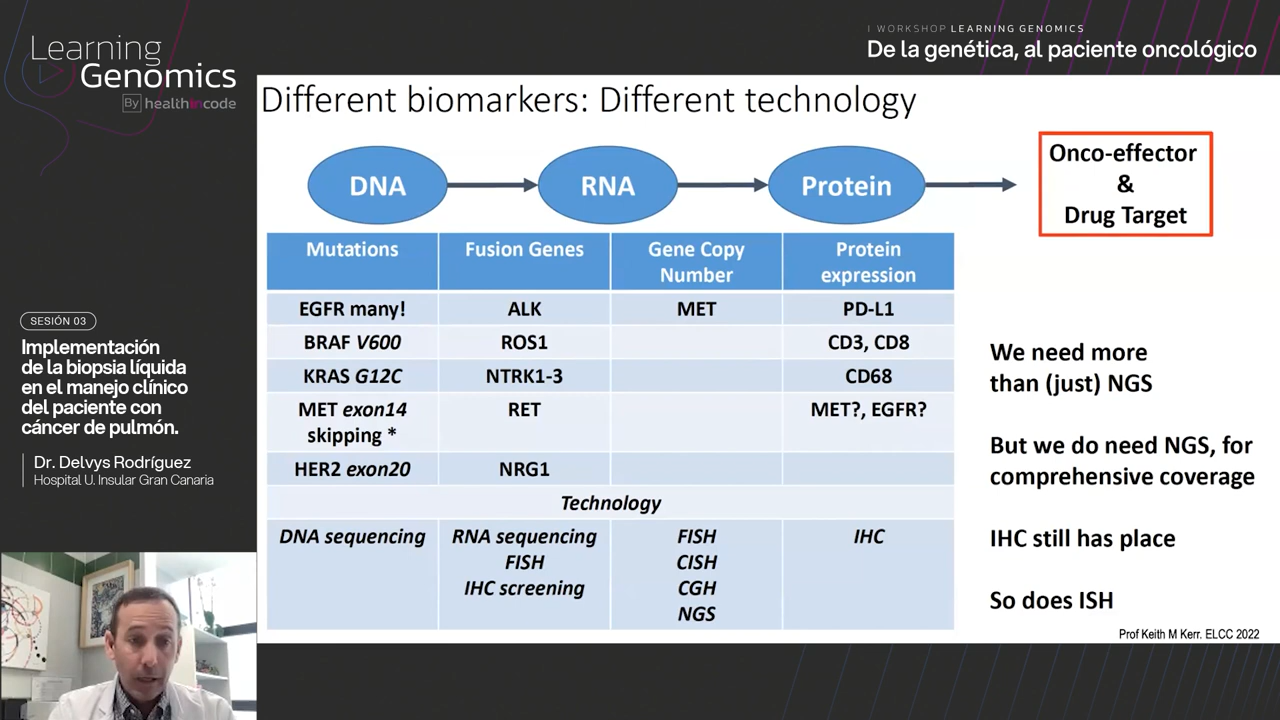 Learning
Genomics
By healthincode
I WORKSHOP LEARNING GENOMICS
De la genética, al paciente oncológico
SESIÓN 03
Implementación
de la biopsia líquida
en el manejo clínico
del paciente con
cáncer de pulmón.
Dr. Delvys Rodríguez
Hospital U. Insular Gran Canaria
Different biomarkers: Different technology
DNA
RNA
Protein
Onco-effector
&
Drug Target
Mutations
Fusion Genes
Gene Copy
Number
Protein
expression
EGFR many!
ALK
MET
PD-L1
BRAF V600
ROS1
CD3, CD8
KRAS G12C
NTRK1-3
CD68
MET exon14
skipping *
RET
MET?, EGFR?
HER2 exon20
NRG1
Technology
DNA sequencing
RNA sequencing
FISH
IHC screening
FISH
CISH
CGH
NGS
IHC
We need more
than (just) NGS
But we do need NGS, for
comprehensive coverage
IHC still has place
So does ISH
Prof Keith M Kerr. ELCC 2022